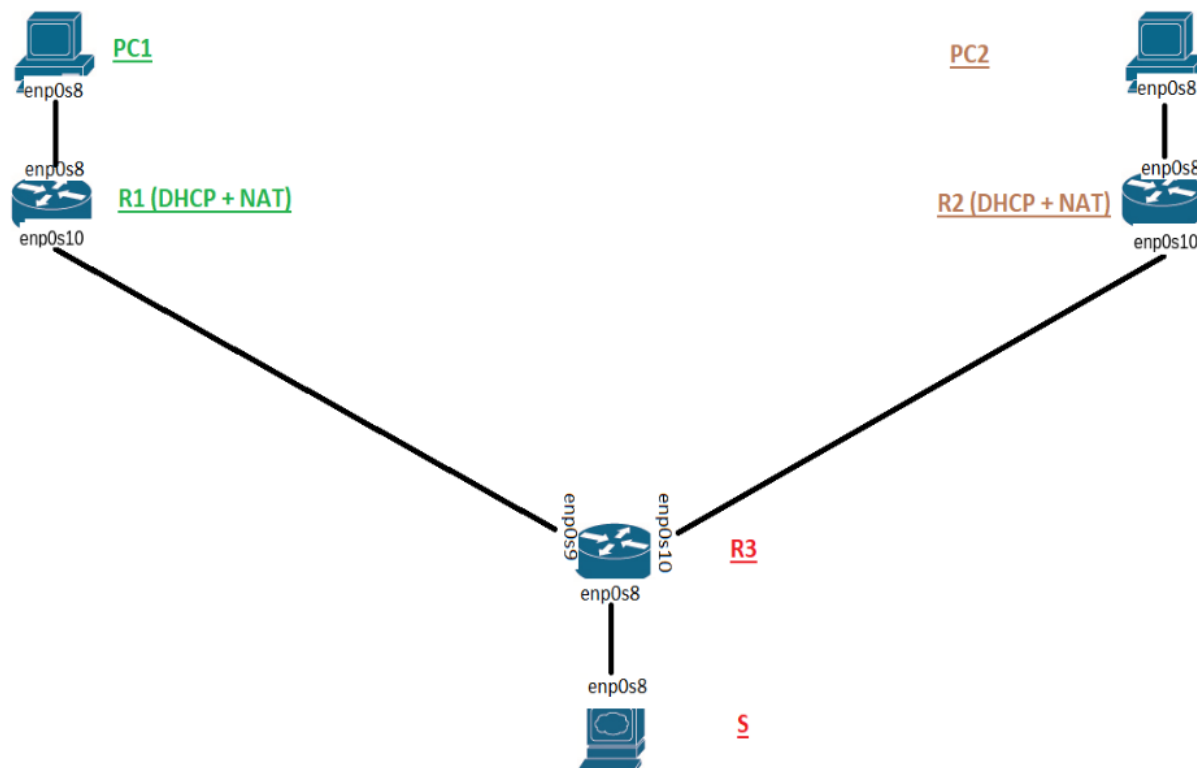 PC1
PC2
enp0s8
enp0s8
enp0s8
enp0s8
R1 (DHCP + NAT)
R2 (DHCP + NAT)
enp0s10
enp0s10
enp0s9
enp0s10
R3
enp0s8
enp0s8
S